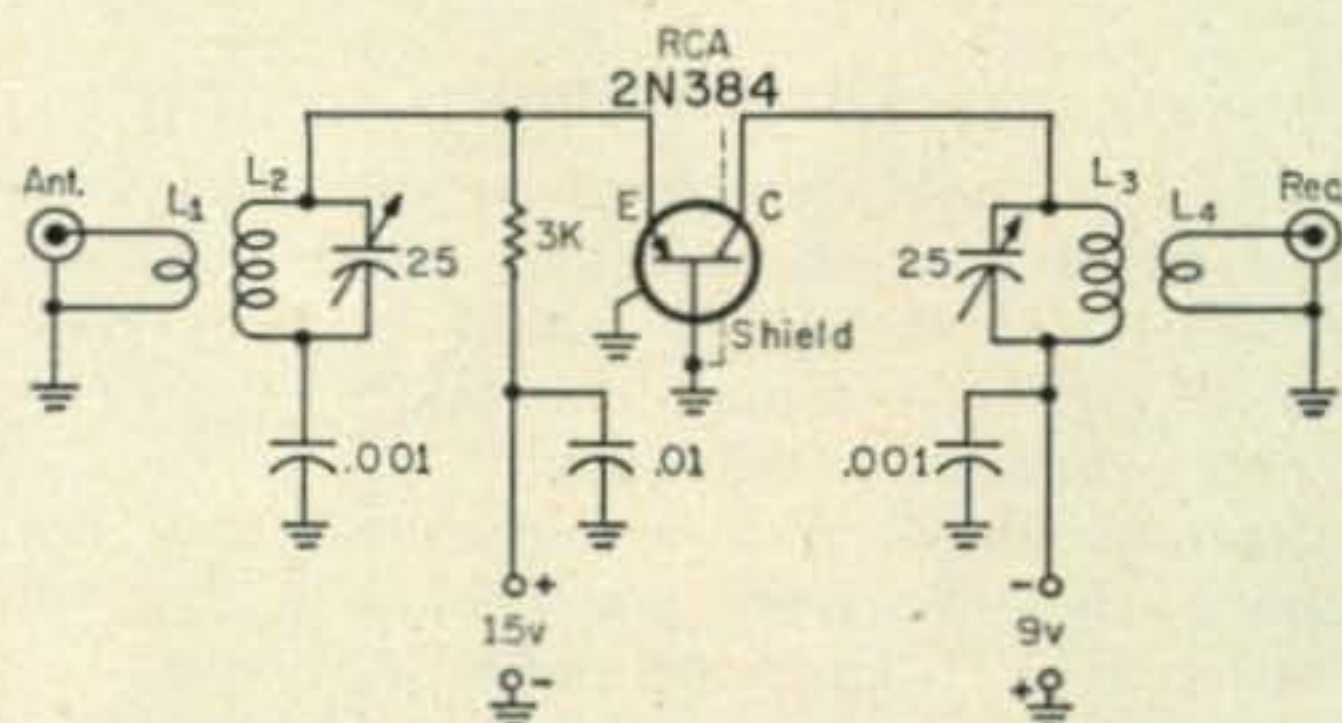 RCA
2N384
Ant.
L1
L2
25
3K
E
C
Shield
25
L3
L4
Rec.
.001
.01
.001
+
15v
-
-
9v
+